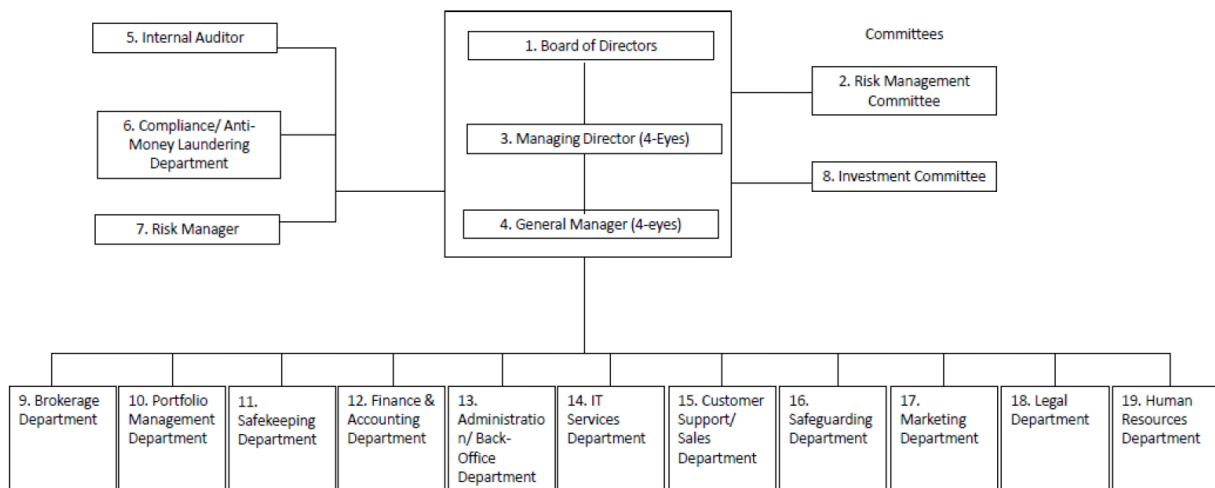 5. Internal Auditor
1. Board of Directors
Committees
2. Risk Management
Committee
6. Compliance/ Anti-
Money Laundering
Department
3. Managing Director (4-Eyes)
8. Investment Committee
7. Risk Manager
4. General Manager (4-eyes)
9. Brokerage
Department
10. Portfolio
Management
Department
11.
Safekeeping
Department
12. Finance &
Accounting
Department
13.
Administratio
n/ Back-
Office
Department
14. IT
Services
Department
15. Customer
Support/
Sales
Department
16.
Safeguarding
Department
17.
Marketing
Department
18. Legal
Department
19. Human
Resources
Department